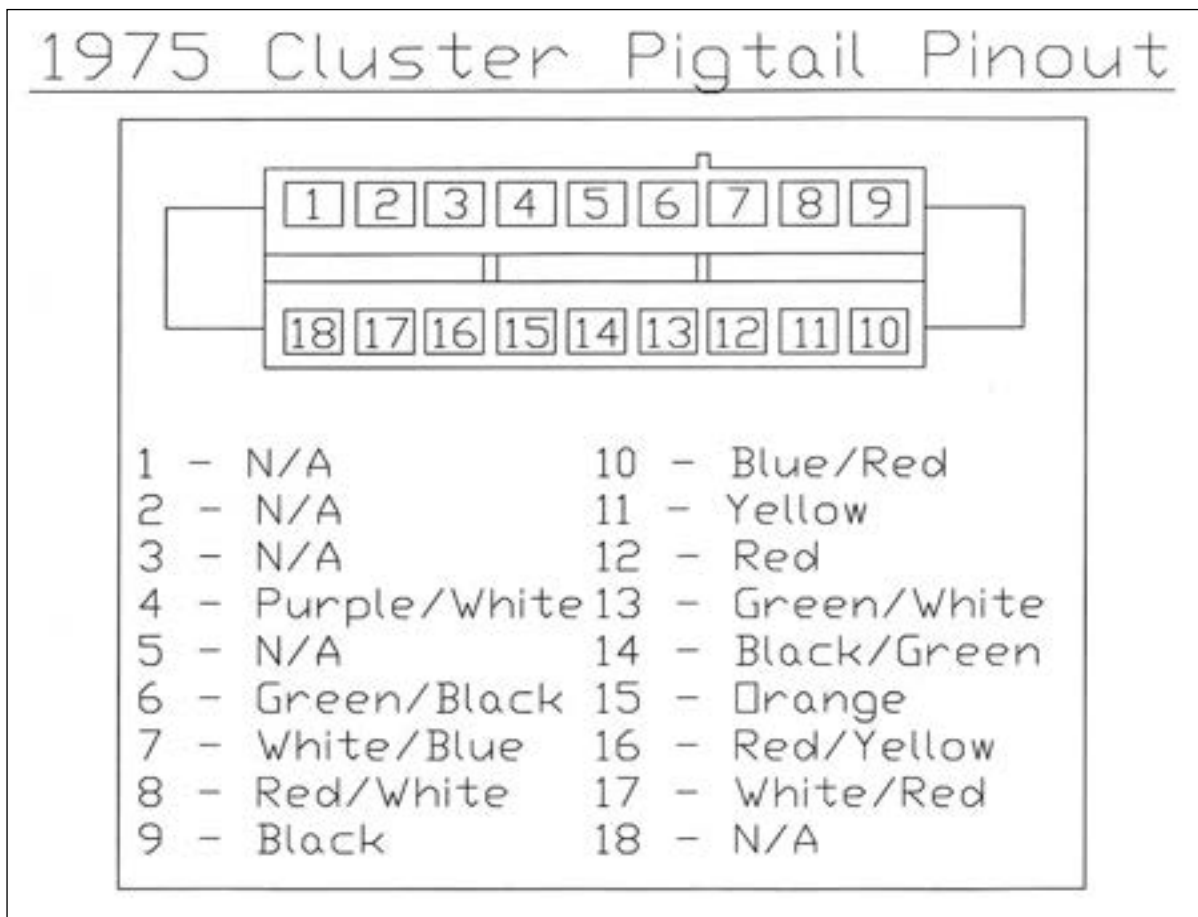 1975 Cluster Pigtail Pinout
1 2 3 4 5 6 7 8 9
18 17 16 15 14 13 12 11 10
1 - N/A
2 - N/A
3 - N/A
4 - Purple/White
5 - N/A
6 - Green/Black
7 - White/Blue
8 - Red/White
9 - Black
10 - Blue/Red
11 - Yellow
12 - Red
13 - Green/White
14 - Black/Green
15 - Orange
16 - Red/Yellow
17 - White/Red
18 - N/A